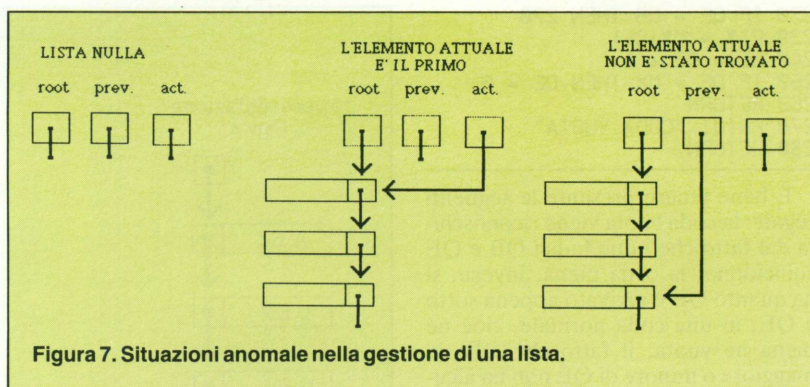 LISTA NULLA
root prev. act.
L'ELEMENTO ATTUALE
E' IL PRIMO
root prev. act.
L'ELEMENTO ATTUALE
NON E' STATO TROVATO
root prev. act.
Figura 7. Situazioni anomale nella gestione di una lista.